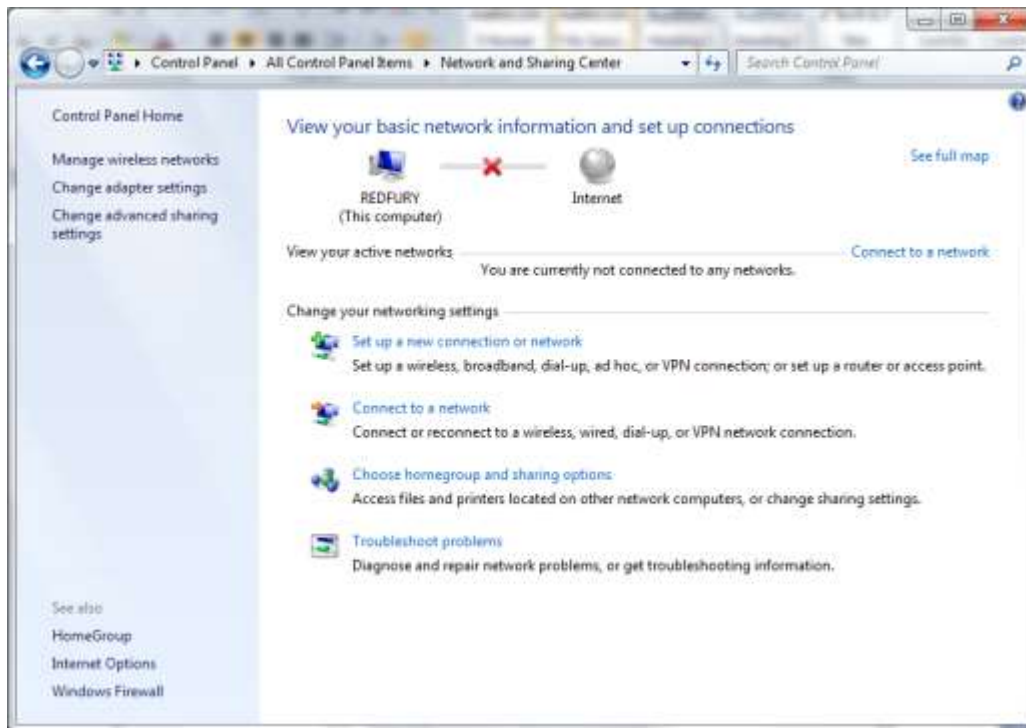 Control Panel ▸ All Control Panel Items ▸ Network and Sharing Center
Search Control Panel
Control Panel Home
Manage wireless networks
Change adapter settings
Change advanced sharing
settings
See also
HomeGroup
Internet Options
Windows Firewall
View your basic network information and set up connections
See full map
REDFURY
(This computer)
Internet
View your active networks
Connect to a network
You are currently not connected to any networks.
Change your networking settings
Set up a new connection or network
Set up a wireless, broadband, dial-up, ad hoc, or VPN connection; or set up a router or access point.
Connect to a network
Connect or reconnect to a wireless, wired, dial-up, or VPN network connection.
Choose homegroup and sharing options
Access files and printers located on other network computers, or change sharing settings.
Troubleshoot problems
Diagnose and repair network problems, or get troubleshooting information.